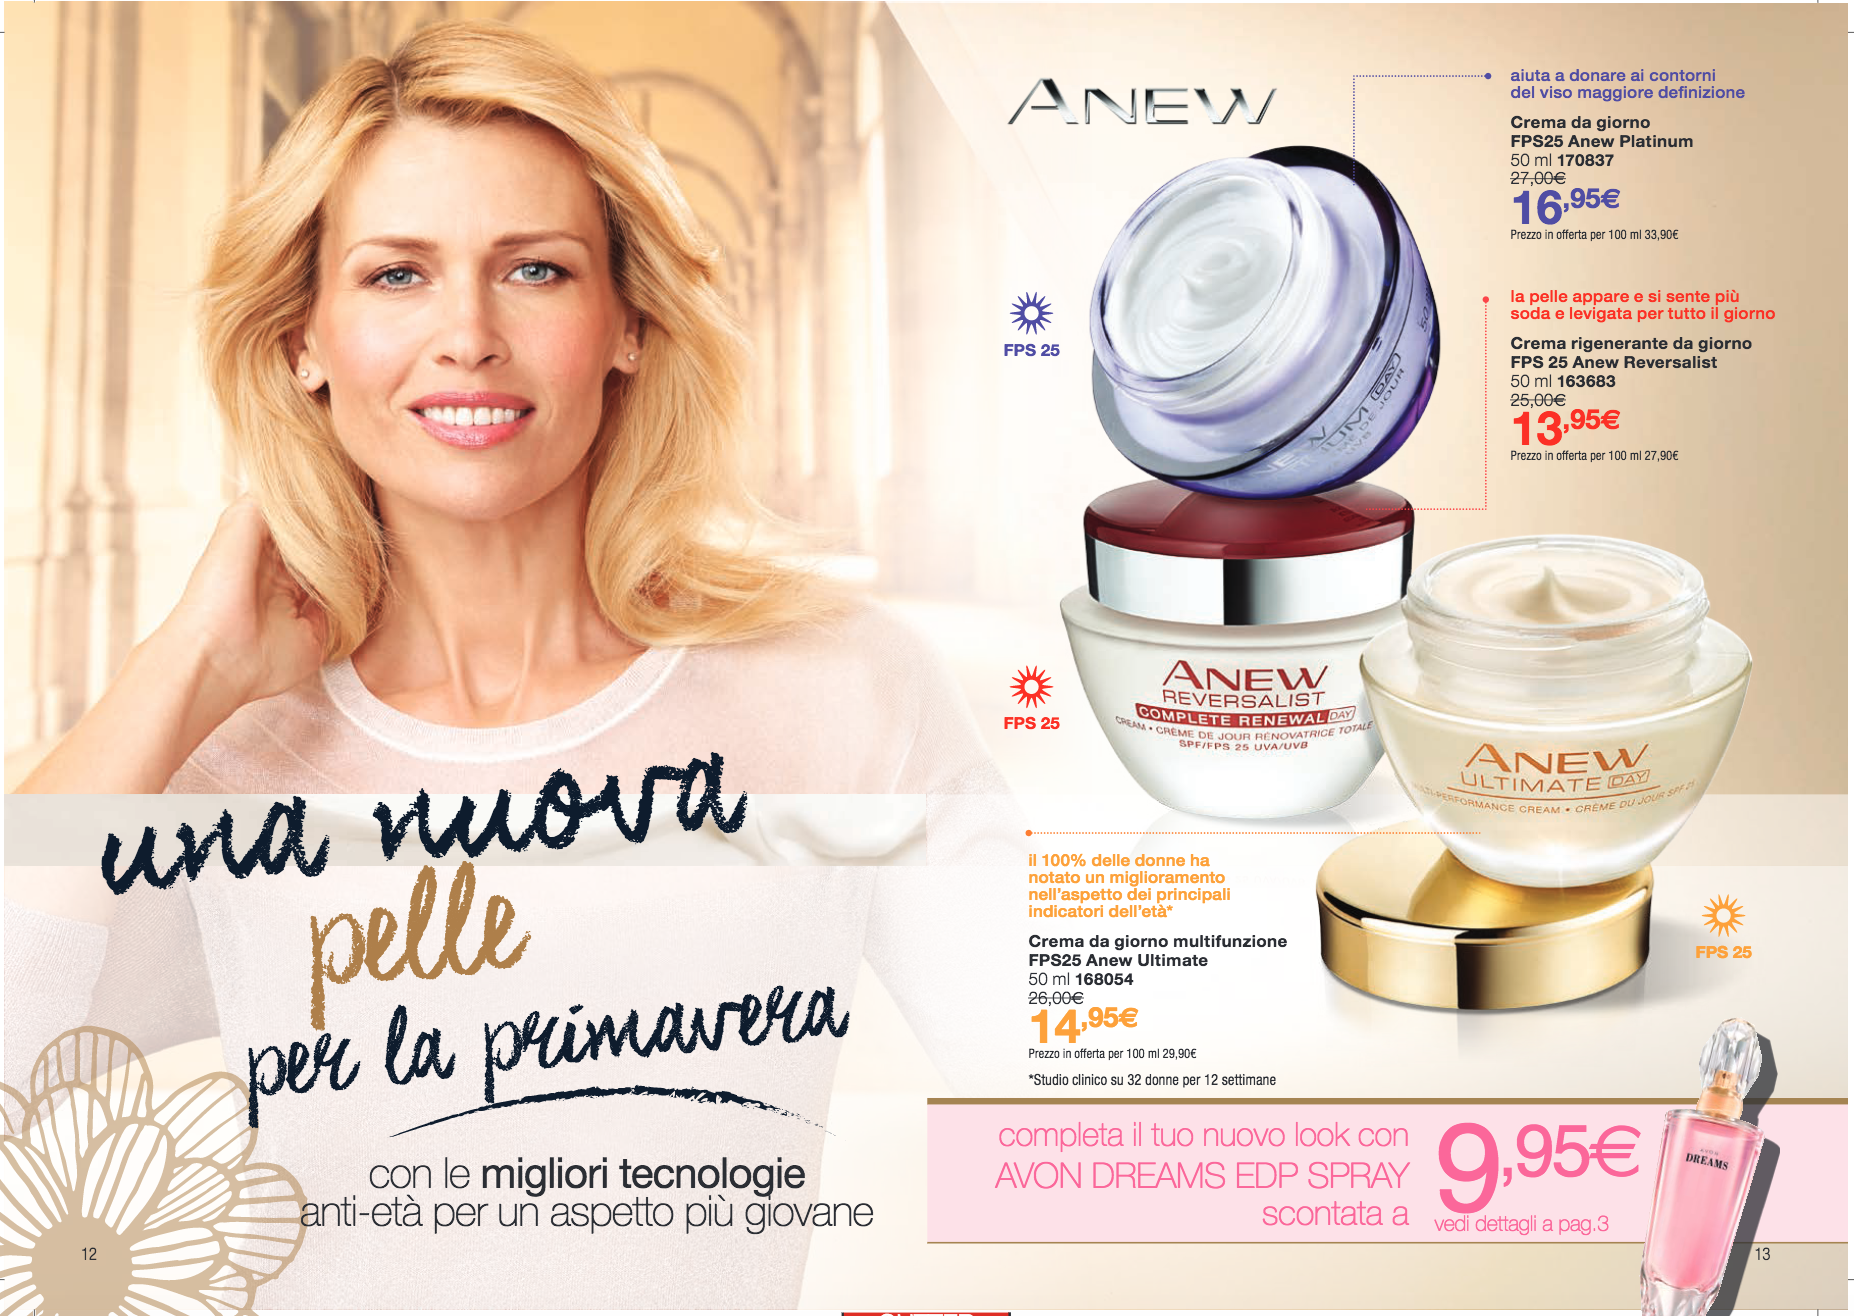 una nuova
pelle
per la primavera
con le migliori tecnologie
anti-età per un aspetto più giovane
12
ANEW
aiuta a donare ai contorni
del viso maggiore definizione
Crema da giorno
FPS25 Anew Platinum
50 ml 170837
27,00€
16,95€
Prezzo in offerta per 100 ml 33,90€
FPS 25
la pelle appare e si sente più
soda e levigata per tutto il giorno
Crema rigenerante da giorno
FPS 25 Anew Reversalist
50 ml 163683
25,00€
13,95€
Prezzo in offerta per 100 ml 27,90€
DAY
FPS 25
ANEW
REVERSALIST
COMPLETE RENEWAL DAY
CREAM • CRÈME DE JOUR RÉNOVATRICE TOTALE
SPF/FPS 25 UVA/UVB
ANEW
ULTIMATE DAY
MULTI-PERFORMANCE CREAM • CRÈME DU JOUR SPF 25
il 100% delle donne ha
notato un miglioramento
nell'aspetto dei principali
indicatori dell'età*
Crema da giorno multifunzione
FPS25 Anew Ultimate
50 ml 168054
26,00€
14,95€
Prezzo in offerta per 100 ml 29,90€
*Studio clinico su 32 donne per 12 settimane
FPS 25
completa il tuo nuovo look con
AVON DREAMS EDP SPRAY
scontata a
9,95€
vedi dettagli a pag.3
AVON
DREAMS
13